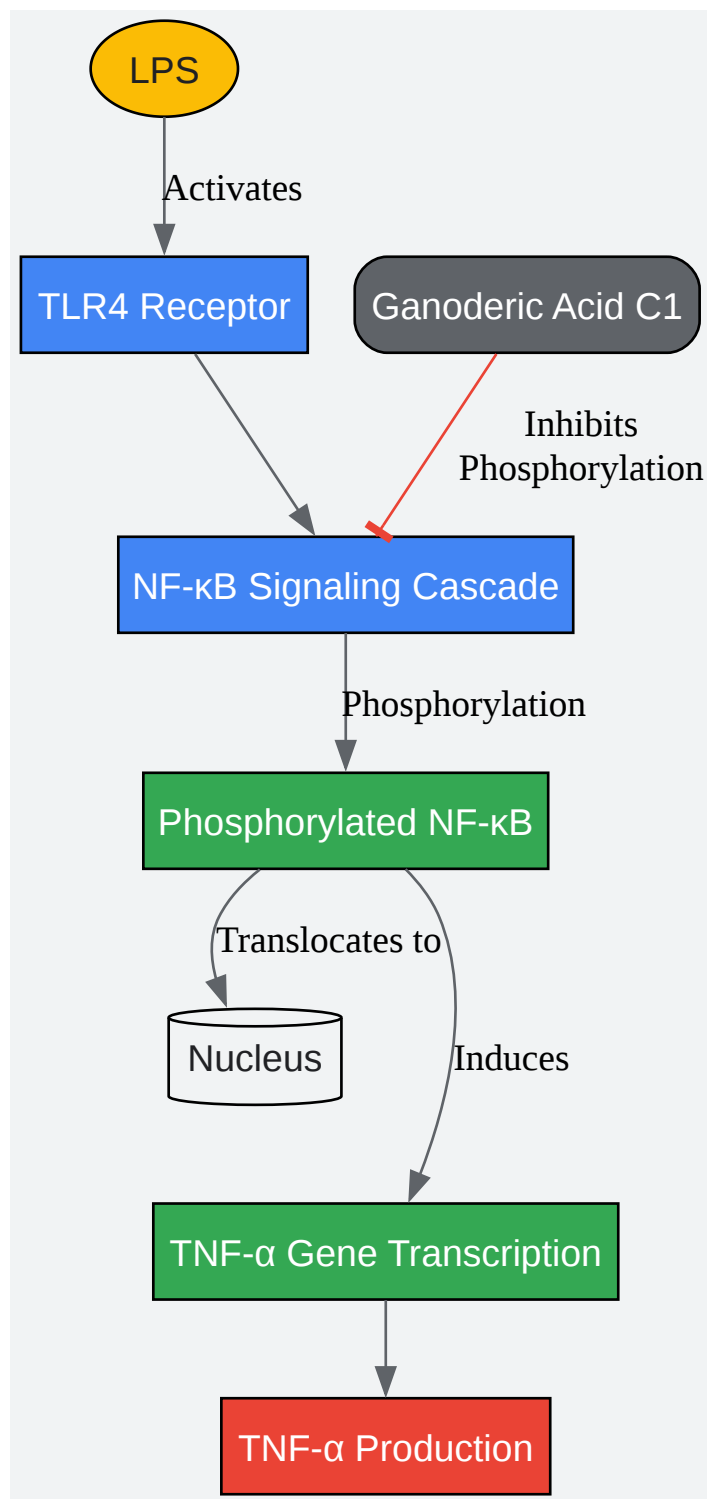 LPS
Activates
TLR4 Receptor
Ganoderic Acid C1
Inhibits
Phosphorylation
NF-κB Signaling Cascade
Phosphorylation
Phosphorylated NF-κB
Translocates to
Nucleus
Induces
TNF-α Gene Transcription
TNF-α Production